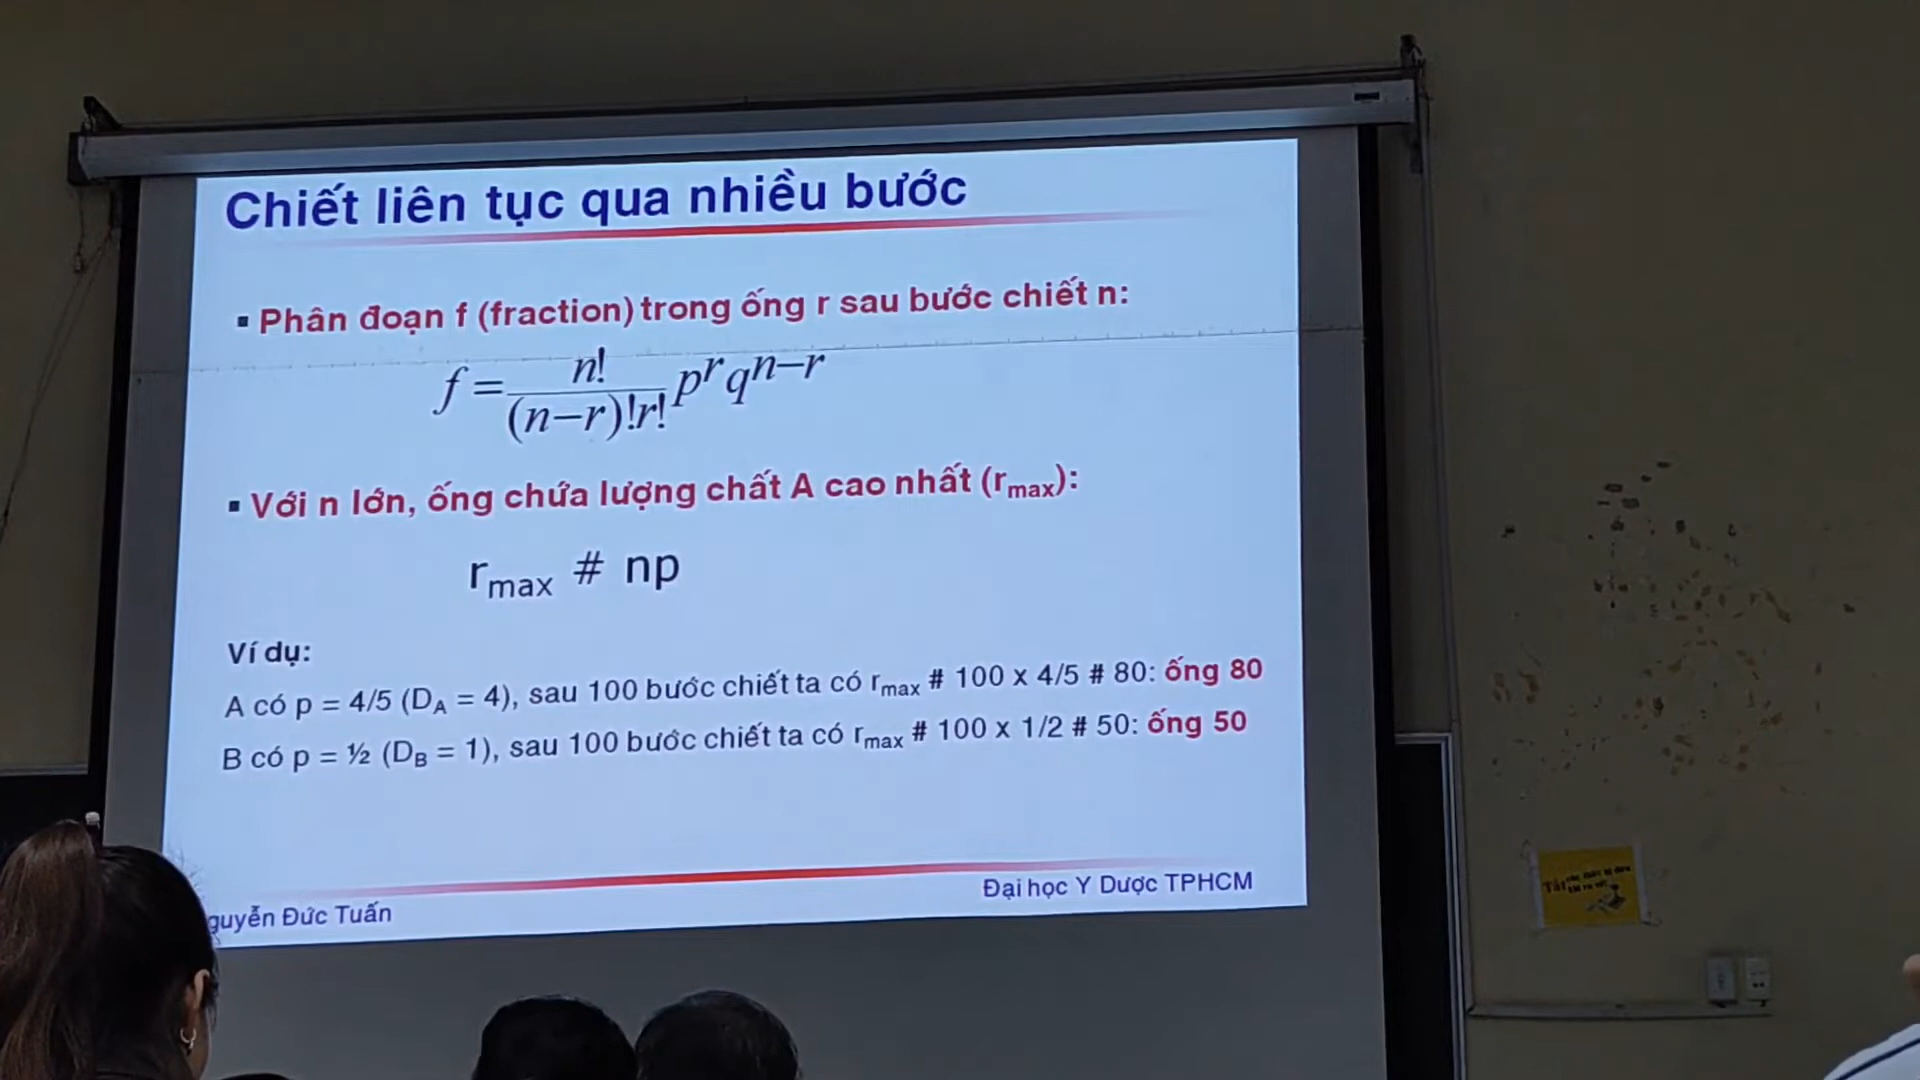 Chiết liên tục qua nhiều bước
▪ Phân đoạn f (fraction) trong ống r sau bước chiết n:
f = n! / (n–r)!r! p^r q^(n–r)
▪ Với n lớn, ống chứa lượng chất A cao nhất (rmax):
rmax # np
Ví dụ:
A có p = 4/5 (DA = 4), sau 100 bước chiết ta có rmax # 100 x 4/5 # 80: ống 80
B có p = ½ (DB = 1), sau 100 bước chiết ta có rmax # 100 x 1/2 # 50: ống 50
guyễn Đức Tuấn
Đại học Y Dược TPHCM